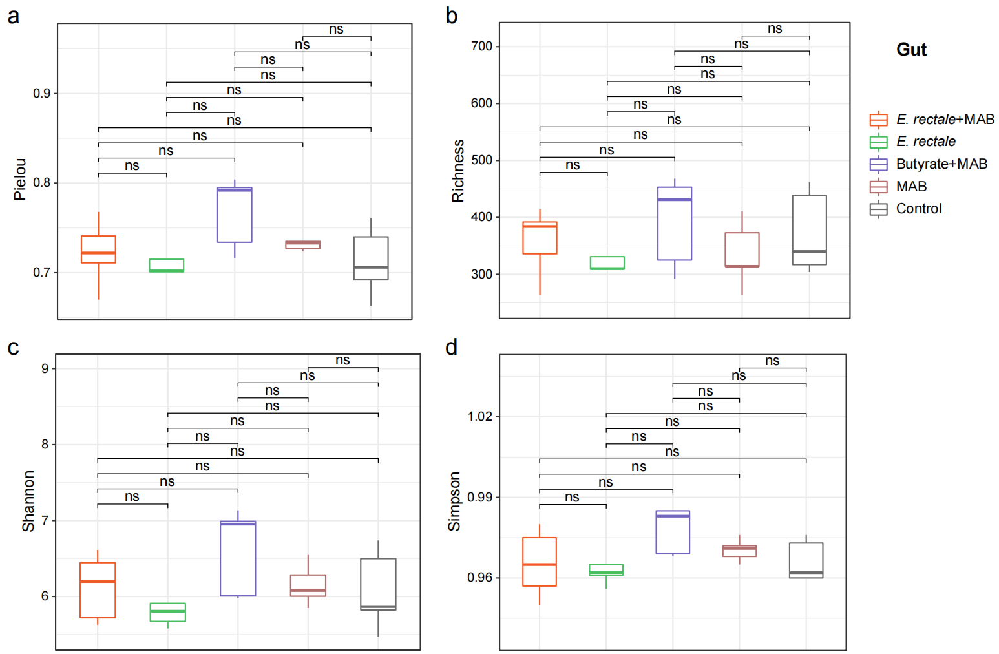 a
ns
ns
ns
ns
ns
ns
ns
ns
ns
ns
0.9
0.8
0.7
Pielou
b
ns
ns
ns
ns
ns
ns
ns
ns
ns
ns
700
600
500
400
300
Richness
Gut
E. rectale+MAB
E. rectale
Butyrate+MAB
MAB
Control
c
ns
ns
ns
ns
ns
ns
ns
ns
ns
ns
9
8
7
6
Shannon
d
ns
ns
ns
ns
ns
ns
ns
ns
ns
ns
1.02
0.99
0.96
Simpson